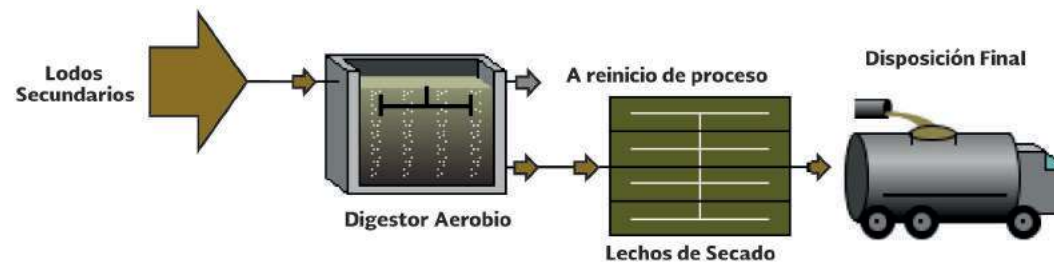 Lodos
Secundarios
Digestor Aerobio
A reinicio de proceso
Lechos de Secado
Disposición Final